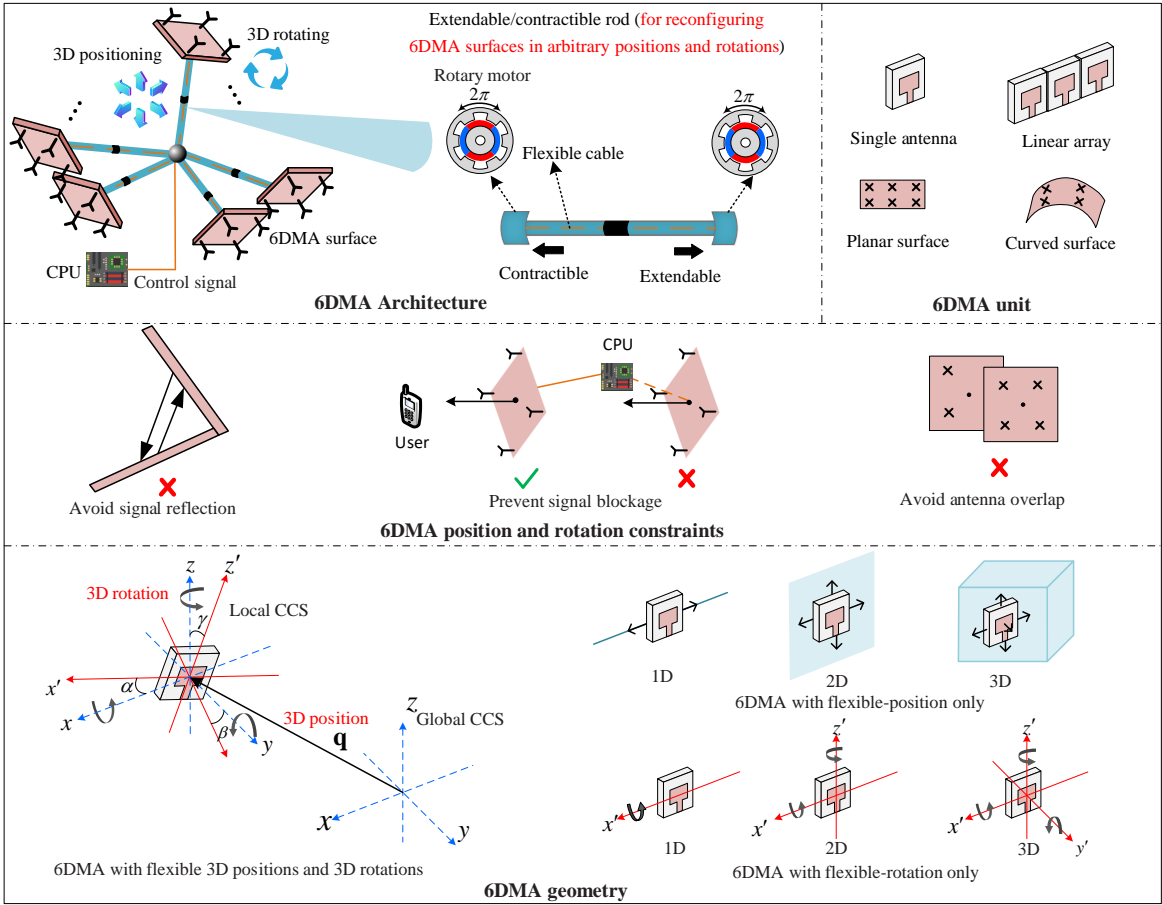 Extendable/contractible rod (for reconfiguring
6DMA surfaces in arbitrary positions and rotations)
3D rotating
3D positioning
Rotary motor
2π
2π
Flexible cable
6DMA surface
CPU
Control signal
Contractible
Extendable
6DMA Architecture
Single antenna
Linear array
Planar surface
Curved surface
6DMA unit
CPU
User
Avoid signal reflection
Prevent signal blockage
Avoid antenna overlap
6DMA position and rotation constraints
z
z'
3D rotation
Local CCS
γ
x'
α
x
β
y
3D position
q
z
Global CCS
x
y
6DMA with flexible 3D positions and 3D rotations
1D
2D
3D
6DMA with flexible-position only
x'
1D
z'
x'
2D
z'
x'
y'
3D
6DMA with flexible-rotation only
6DMA geometry